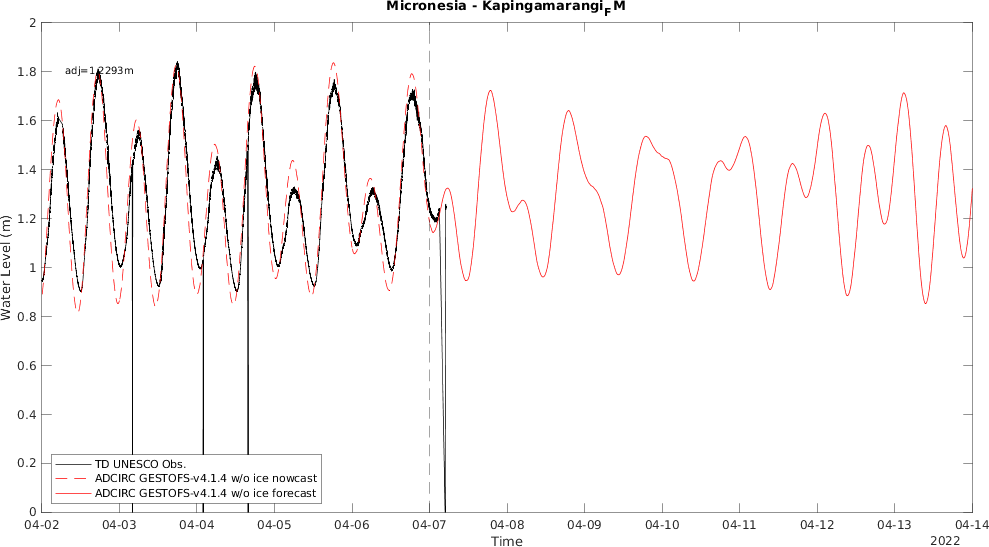 Micronesia - Kapingamarangi_FM
adj=1.2293m
Water Level (m)
2
1.8
1.6
1.4
1.2
1
0.8
0.6
0.4
0.2
0
TD UNESCO Obs.
ADCIRC GESTOFS-v4.1.4 w/o ice nowcast
ADCIRC GESTOFS-v4.1.4 w/o ice forecast
04-02 04-03 04-04 04-05 04-06 04-07 04-08 04-09 04-10 04-11 04-12 04-13 04-14
Time
2022